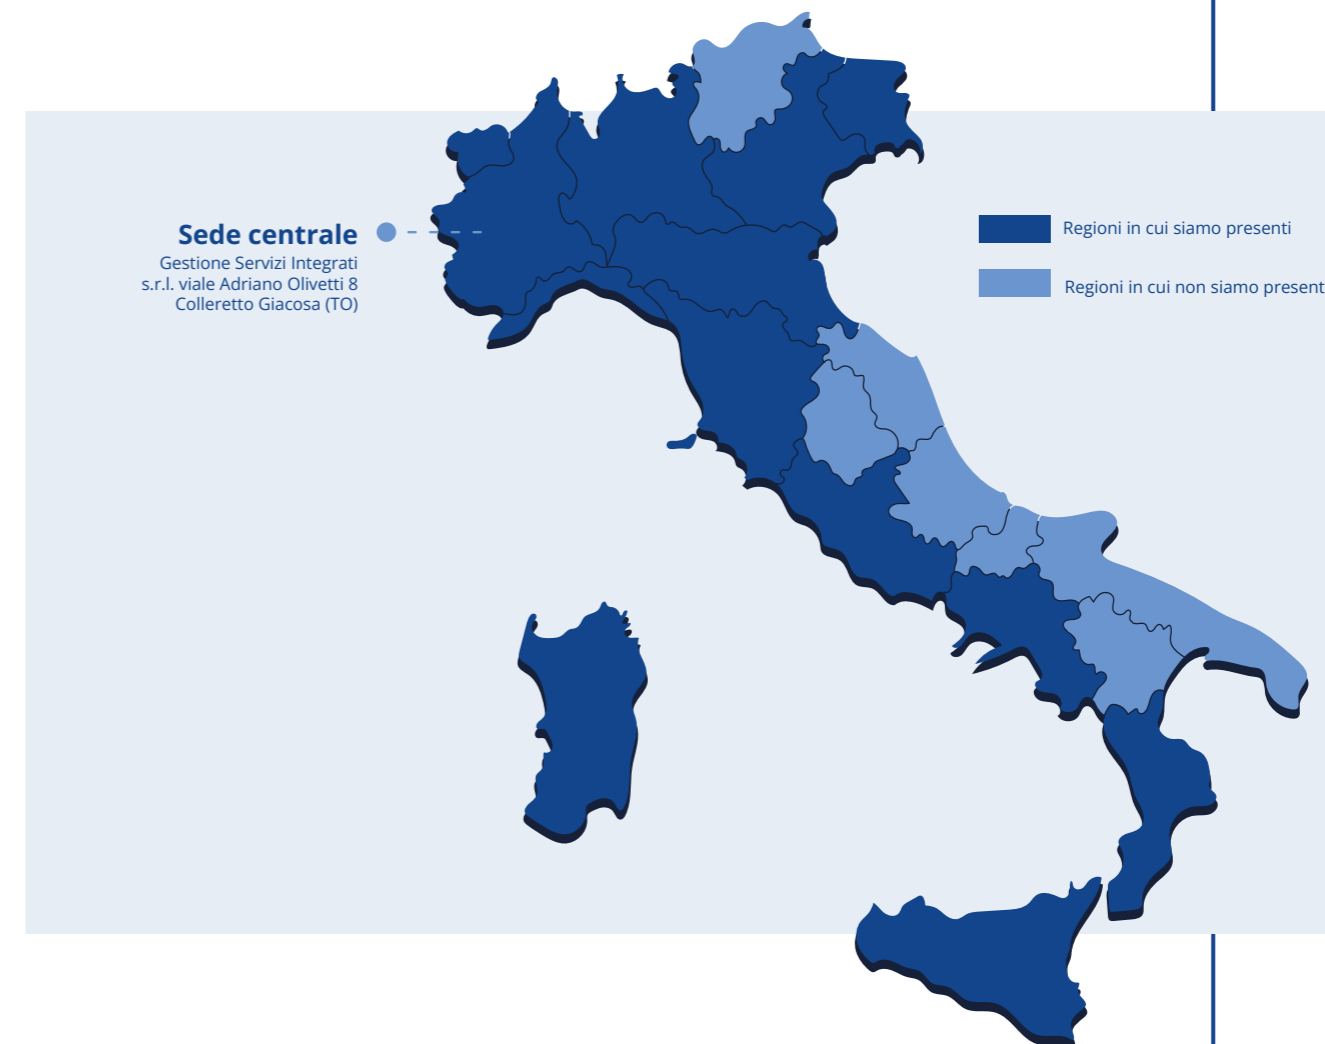 Sede centrale
Gestione Servizi Integrati
s.r.l. viale Adriano Olivetti 8
Colleretto Giacosa (TO)
Regioni in cui siamo presenti
Regioni in cui non siamo present